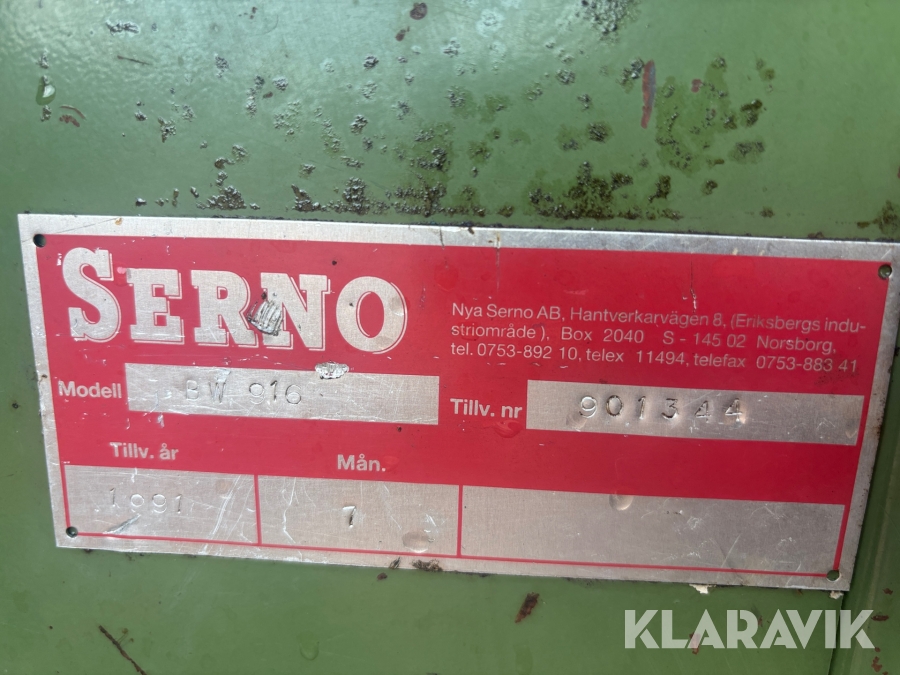 SERNO
Nya Serno AB, Hantverkarvägen 8, (Eriksbergs indu-
striområde), Box 2040 S - 145 02 Norsborg,
tel. 0753-892 10, telex 11494, telefax 0753-883 41
Modell BW 916 Tillv. nr 901344
Tillv. år Mån.
1991 7
KLARAVIK